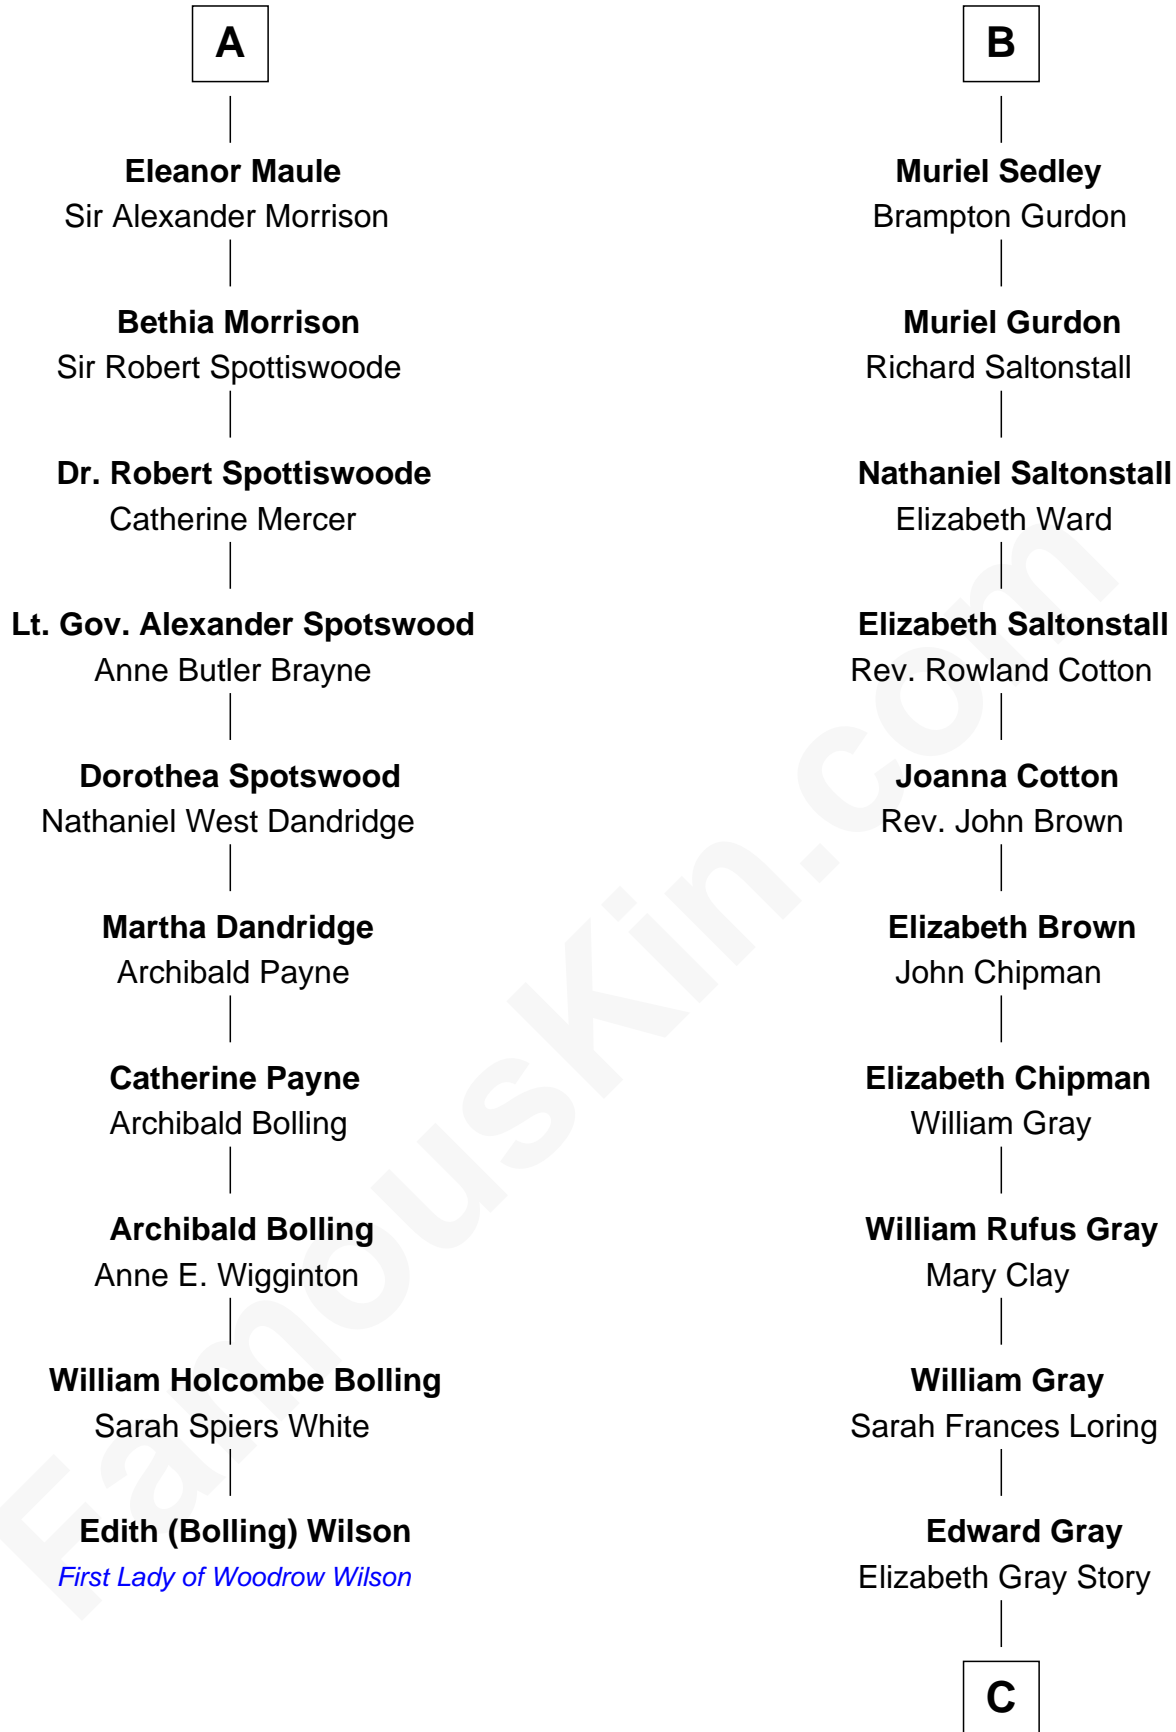 A
Eleanor Maule
Sir Alexander Morrison
Bethia Morrison
Sir Robert Spottiswoode
Dr. Robert Spottiswoode
Catherine Mercer
Lt. Gov. Alexander Spotswood
Anne Butler Brayne
Dorothea Spotswood
Nathaniel West Dandridge
Martha Dandridge
Archibald Payne
Catherine Payne
Archibald Bolling
Archibald Bolling
Anne E. Wigginton
William Holcombe Bolling
Sarah Spiers White
Edith (Bolling) Wilson
First Lady of Woodrow Wilson
B
Muriel Sedley
Brampton Gurdon
Muriel Gurdon
Richard Saltonstall
Nathaniel Saltonstall
Elizabeth Ward
Elizabeth Saltonstall
Rev. Rowland Cotton
Joanna Cotton
Rev. John Brown
Elizabeth Brown
John Chipman
Elizabeth Chipman
William Gray
William Rufus Gray
Mary Clay
William Gray
Sarah Frances Loring
Edward Gray
Elizabeth Gray Story
C
FamousKin.com